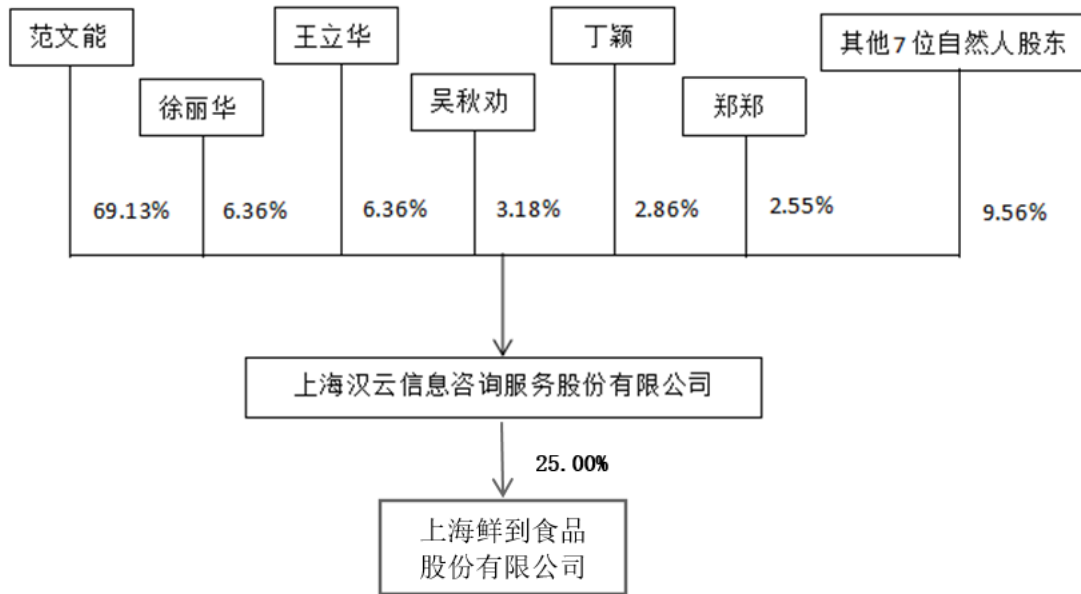 范文能
王立华
丁颖
其他7位自然人股东
徐丽华
吴秋劝
郑郑
69.13%
6.36%
6.36%
3.18%
2.86%
2.55%
9.56%
上海汉云信息咨询服务股份有限公司
25.00%
上海鲜到食品
股份有限公司